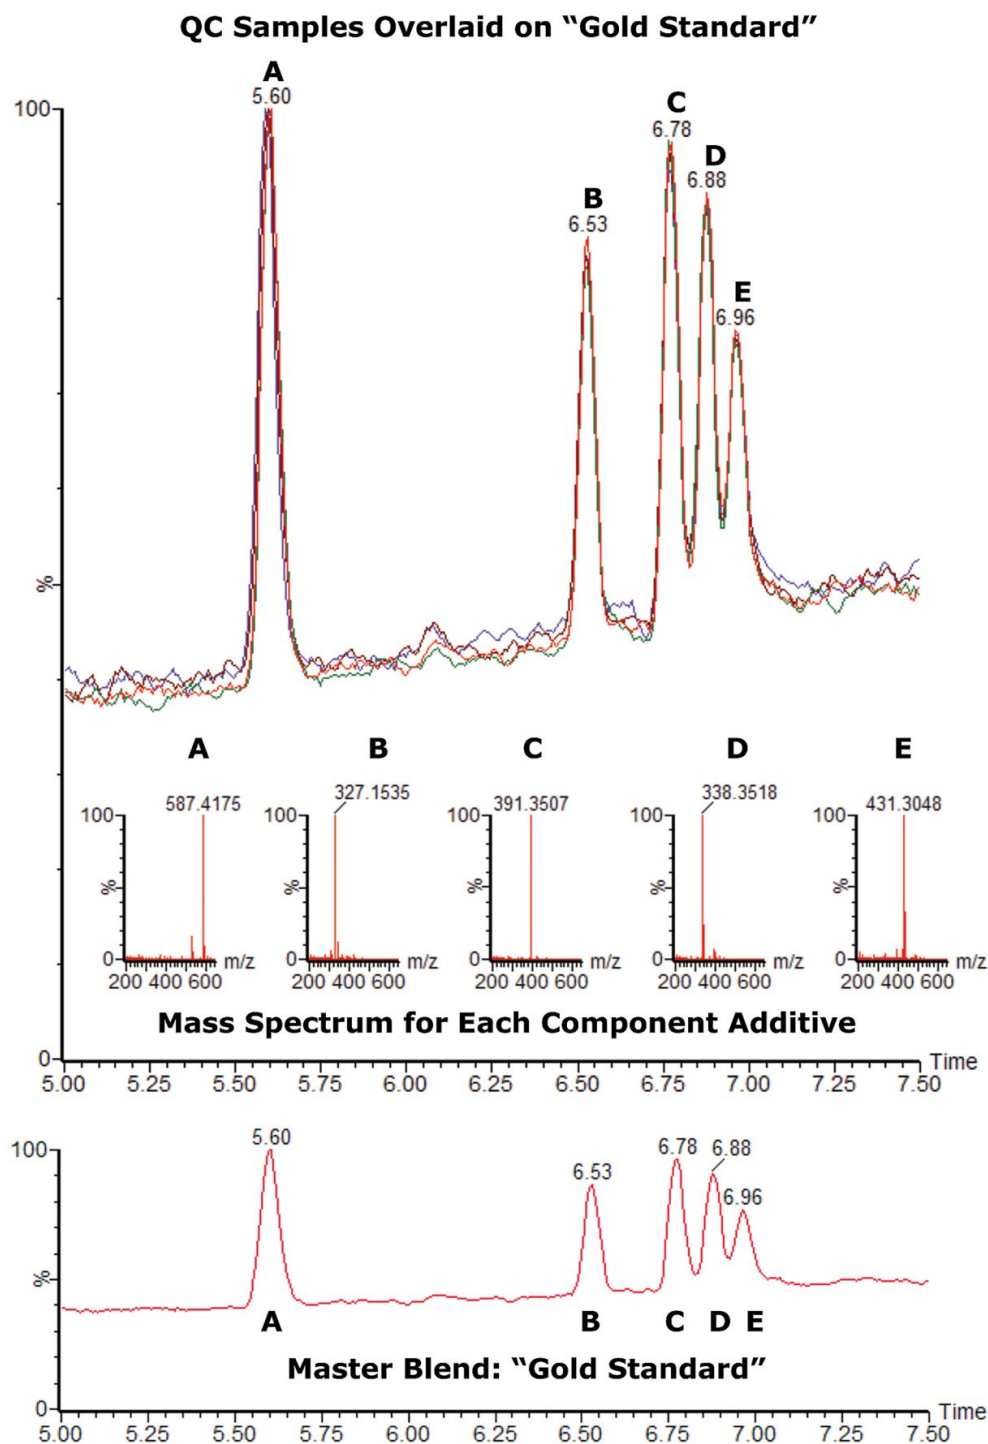 QC Samples Overlaid on “Gold Standard”
A
5.60
100
C
6.78
D
6.88
B
6.53
E
6.96
%
A B C D E
587.4175 327.1535 391.3507 338.3518 431.3048
100 100 100 100 100
% % % % %
0 m/z 0 m/z 0 m/z 0 m/z 0 m/z
200 400 600 200 400 600 200 400 600 200 400 600 200 400 600
Mass Spectrum for Each Component Additive
0 Time
5.00 5.25 5.50 5.75 6.00 6.25 6.50 6.75 7.00 7.25 7.50
100
5.60
6.53
6.78 6.88
6.96
%
A B C D E
Master Blend: “Gold Standard”
0 Time
5.00 5.25 5.50 5.75 6.00 6.25 6.50 6.75 7.00 7.25 7.50